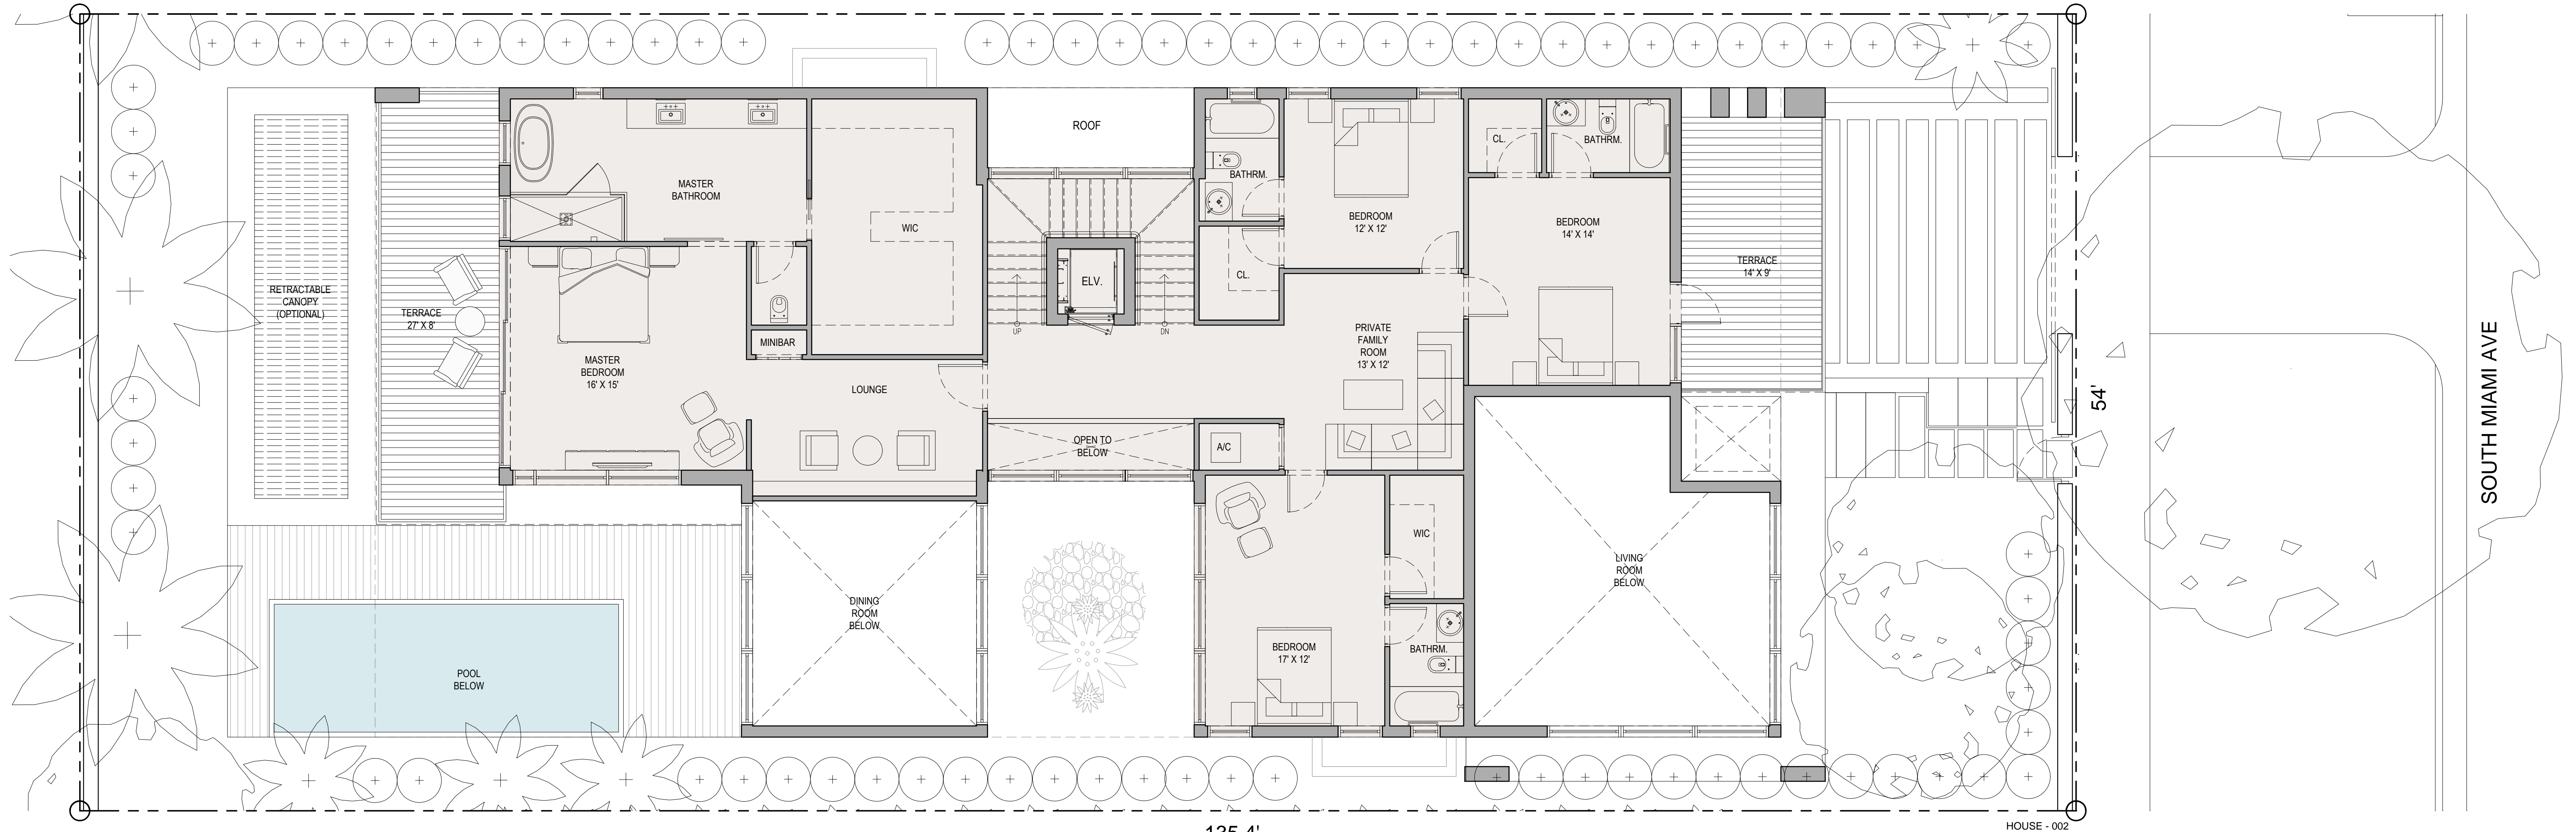 ROOF
BATHRM.
CL.
BATHRM.
MASTER
BATHROOM
WIC
BEDROOM
12' X 12'
BEDROOM
14' X 14'
RETRACTABLE
CANOPY
(OPTIONAL)
TERRACE
27' X 8'
ELV.
CL.
TERRACE
14' X 9'
UP
DN
MINIBAR
MASTER
BEDROOM
16' X 15'
LOUNGE
PRIVATE
FAMILY
ROOM
13' X 12'
OPEN TO
BELOW
A/C
54'
SOUTH MIAMI AVE
WIC
DINING
ROOM
BELOW
LIVING
ROOM
BELOW
BEDROOM
17' X 12'
BATHRM.
POOL
BELOW
135.4'
HOUSE - 002